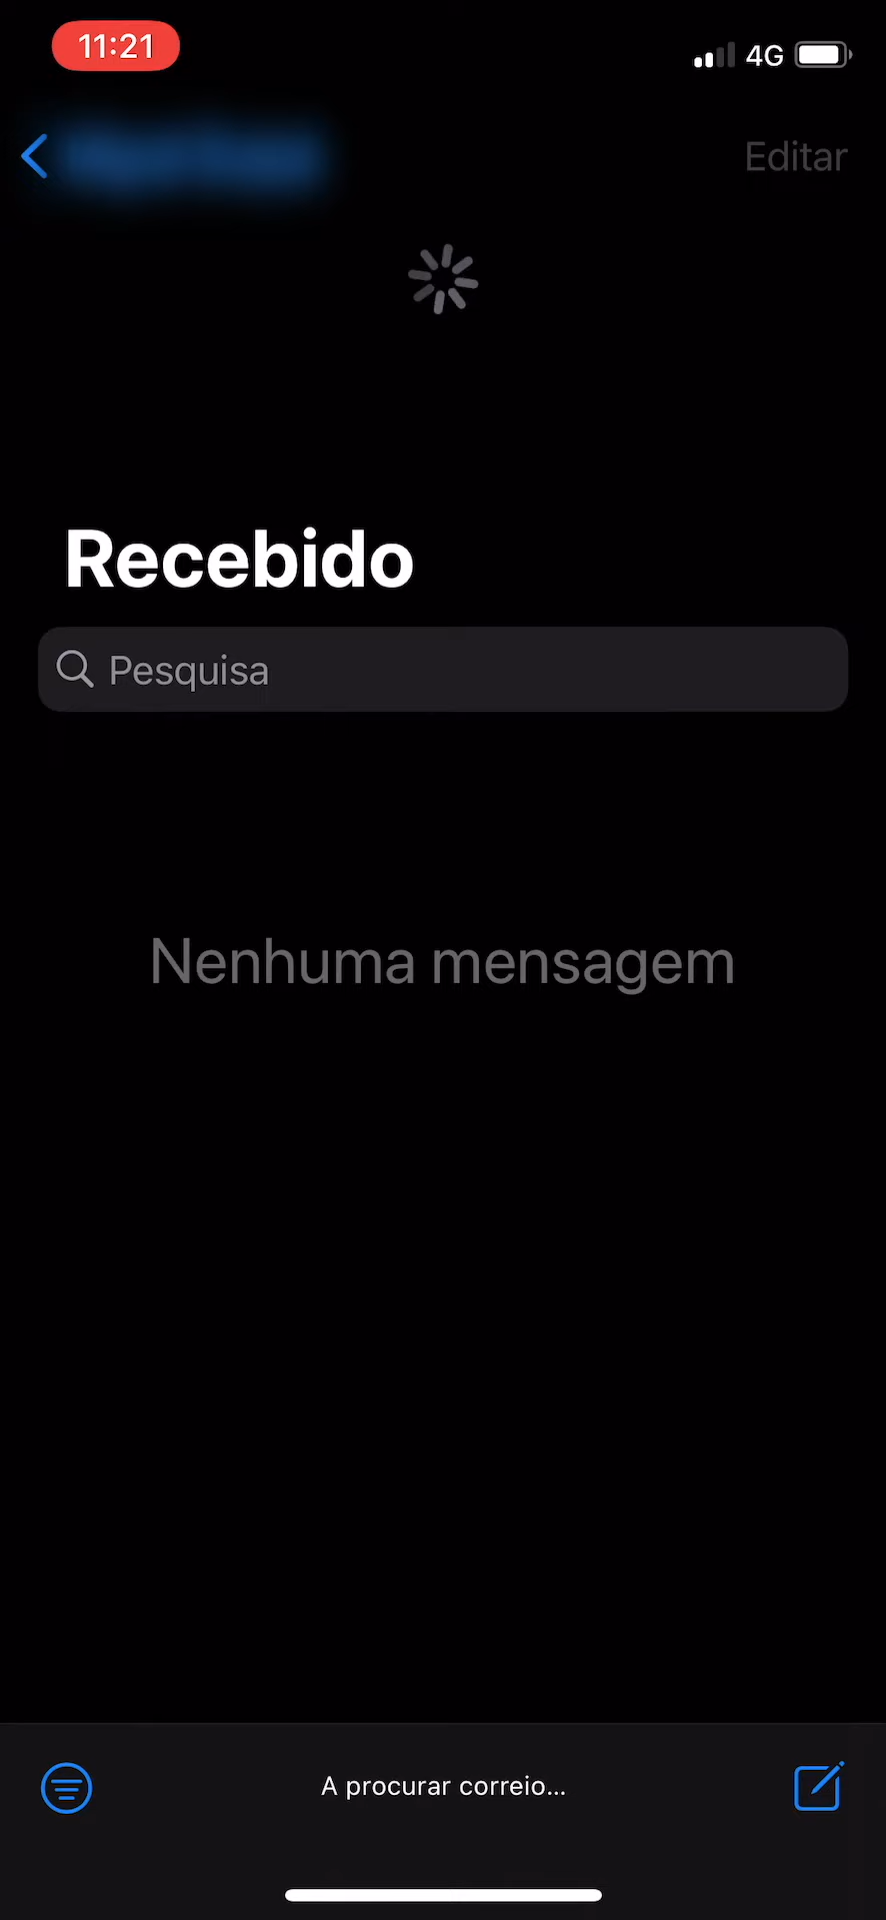 11:21
4G
Editar
Recebido
Pesquisa
Nenhuma mensagem
A procurar correio...